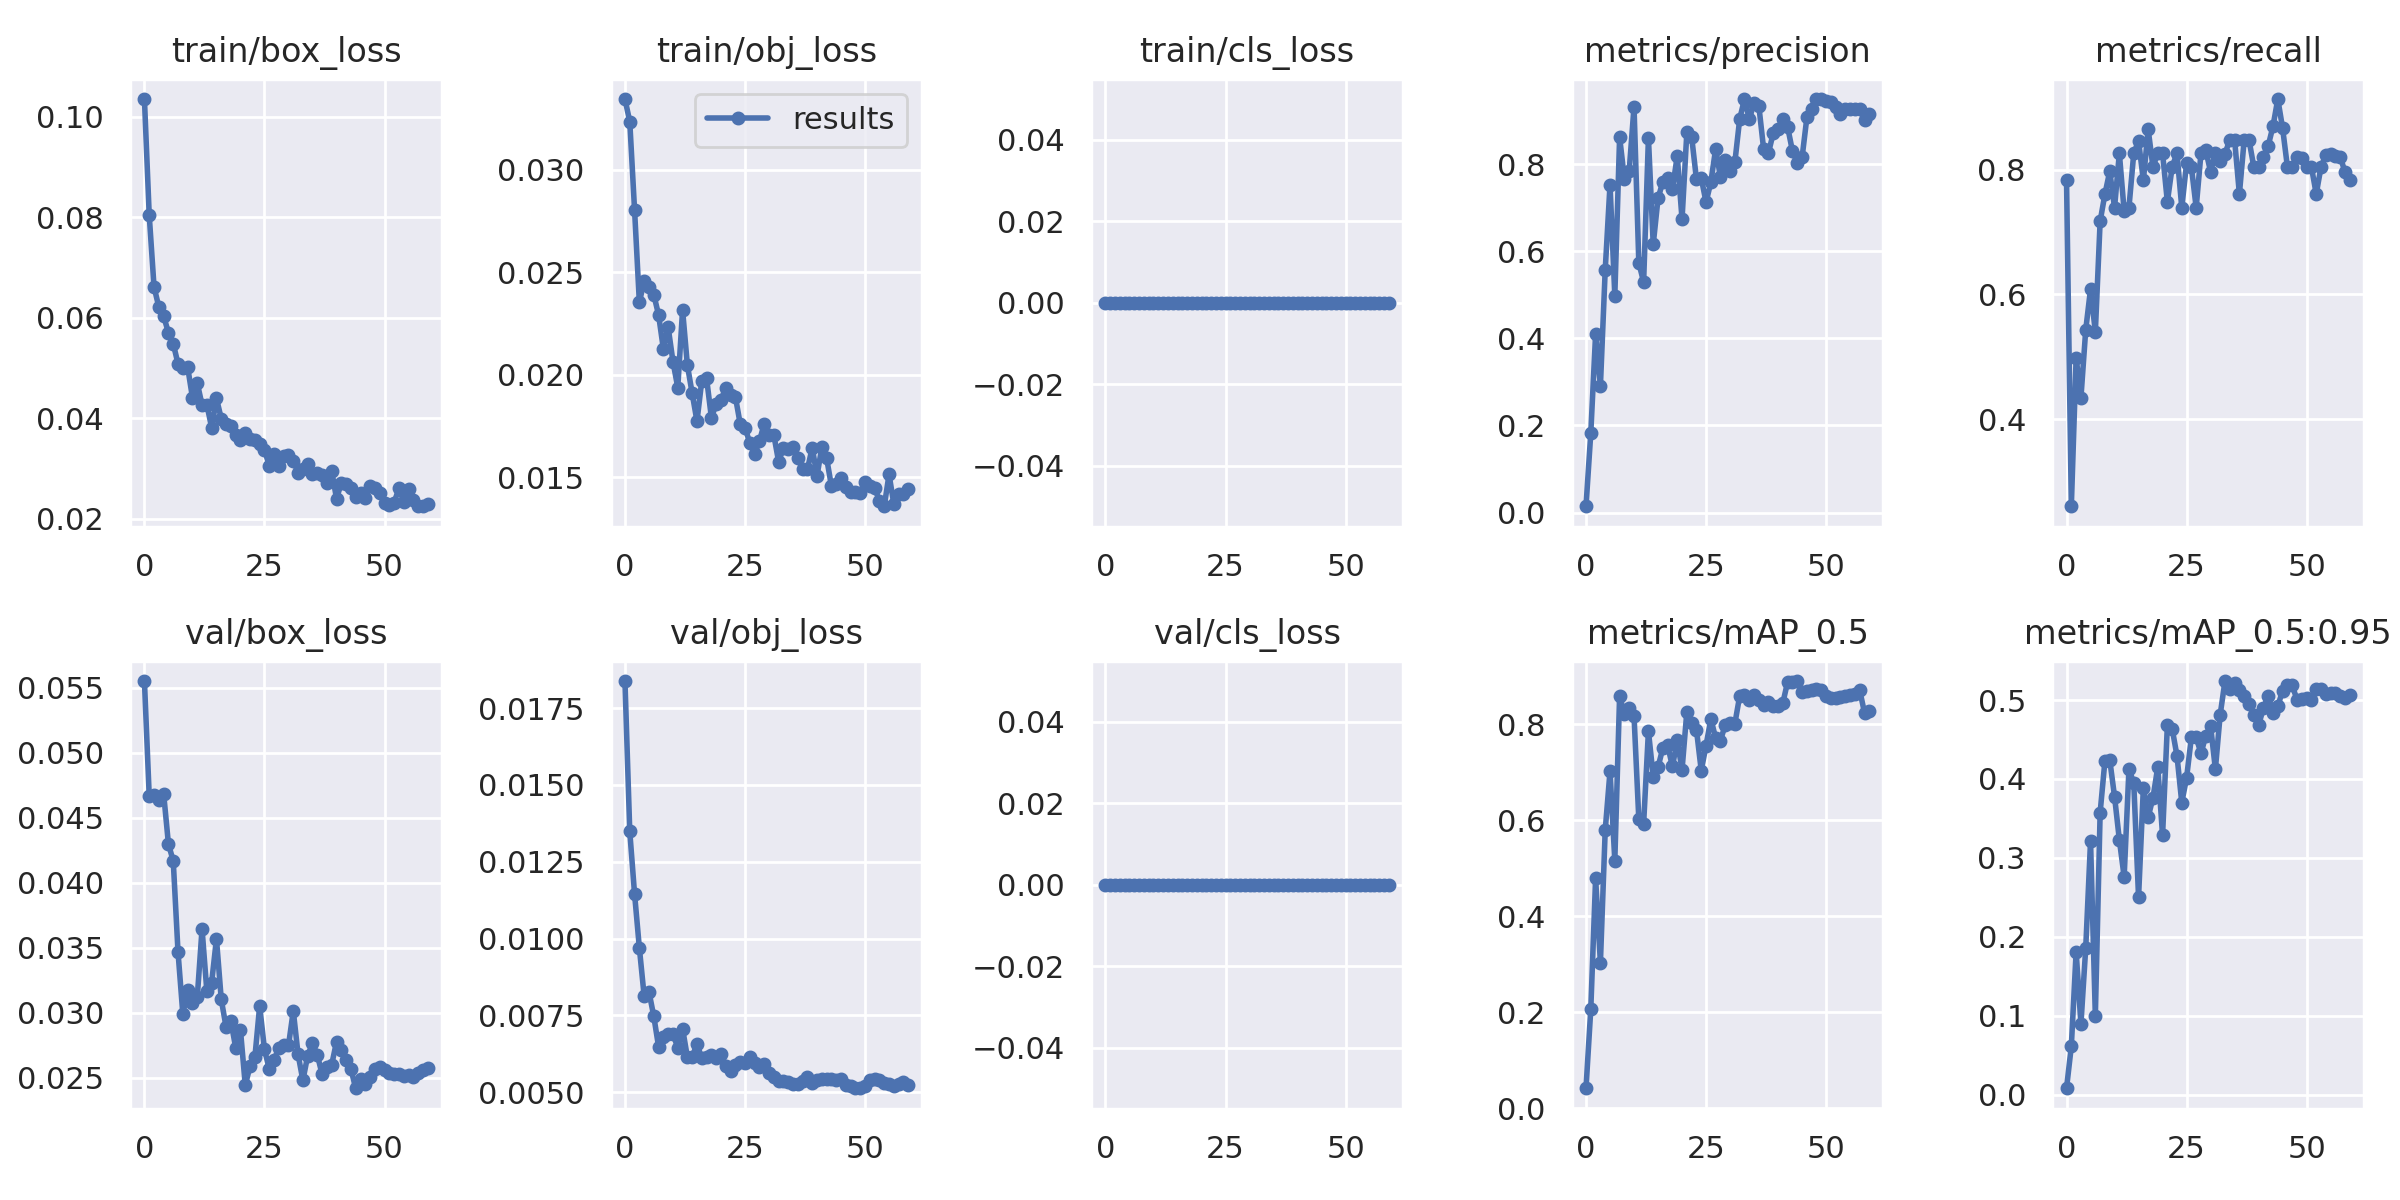 train/box_loss
0.10
0.08
0.06
0.04
0.02
0 25 50
train/obj_loss
results
0.030
0.025
0.020
0.015
0 25 50
train/cls_loss
0.04
0.02
0.00
−0.02
−0.04
0 25 50
metrics/precision
0.8
0.6
0.4
0.2
0.0
0 25 50
metrics/recall
0.8
0.6
0.4
0 25 50
val/box_loss
0.055
0.050
0.045
0.040
0.035
0.030
0.025
0 25 50
val/obj_loss
0.0175
0.0150
0.0125
0.0100
0.0075
0.0050
0 25 50
val/cls_loss
0.04
0.02
0.00
−0.02
−0.04
0 25 50
metrics/mAP_0.5
0.8
0.6
0.4
0.2
0.0
0 25 50
metrics/mAP_0.5:0.95
0.5
0.4
0.3
0.2
0.1
0.0
0 25 50